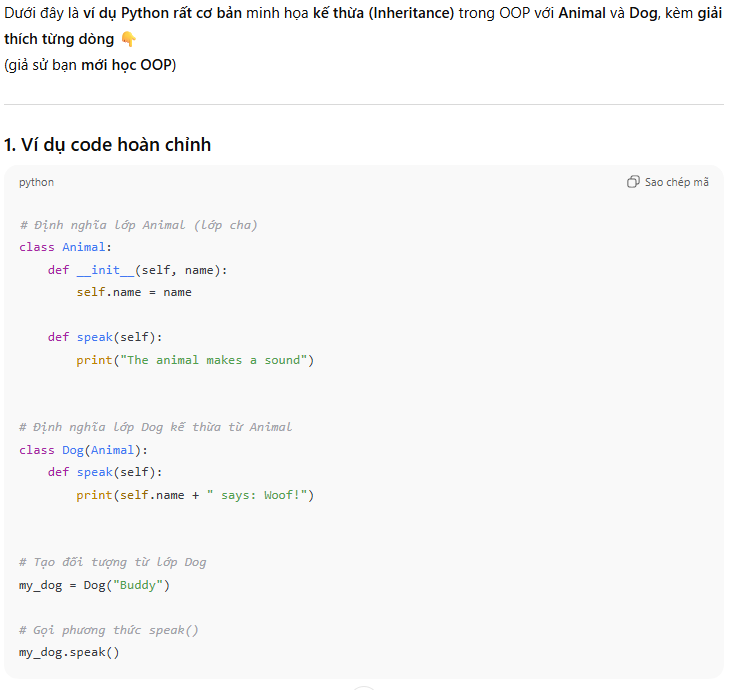 Dưới đây là ví dụ Python rất cơ bản minh họa kế thừa (Inheritance) trong OOP với Animal và Dog, kèm giải
thích từng dòng 👇
(giả sử bạn mới học OOP)
1. Ví dụ code hoàn chỉnh
python
Sao chép mã
# Định nghĩa lớp Animal (lớp cha)
class Animal:
    def __init__(self, name):
        self.name = name
    def speak(self):
        print("The animal makes a sound")
# Định nghĩa lớp Dog kế thừa từ Animal
class Dog(Animal):
    def speak(self):
        print(self.name + " says: Woof!")
# Tạo đối tượng từ lớp Dog
my_dog = Dog("Buddy")
# Gọi phương thức speak()
my_dog.speak()